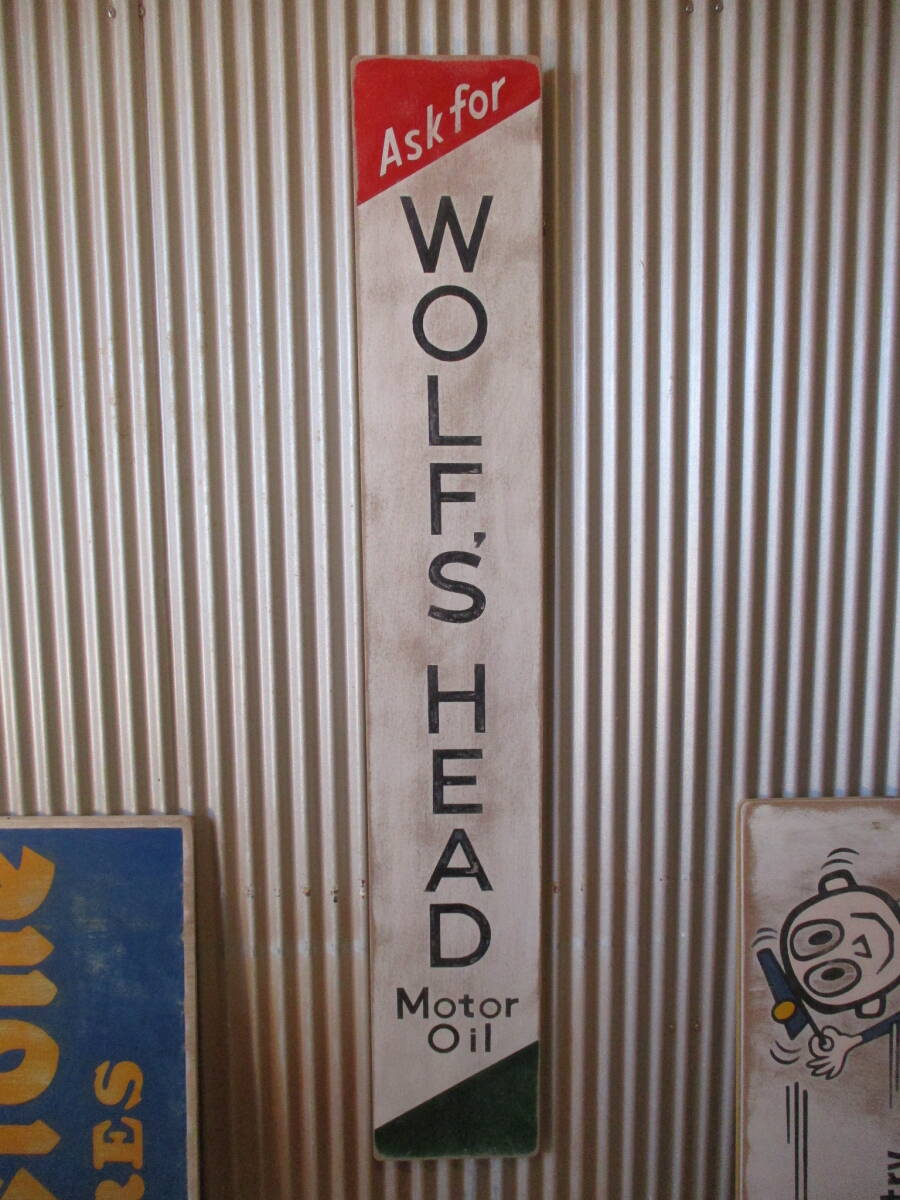 Ask for
WOLF'S
HEAD
Motor
Oil